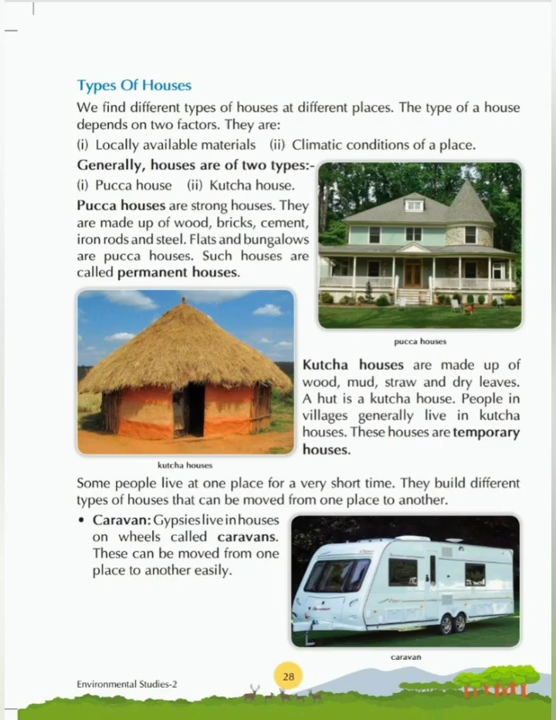 Types Of Houses
We find different types of houses at different places. The type of a house
depends on two factors. They are:
(i) Locally available materials (ii) Climatic conditions of a place.
Generally, houses are of two types:-
(i) Pucca house (ii) Kutcha house.
Pucca houses are strong houses. They
are made up of wood, bricks, cement,
iron rods and steel. Flats and bungalows
are pucca houses. Such houses are
called permanent houses.
pucca houses
Kutcha houses are made up of
wood, mud, straw and dry leaves.
A hut is a kutcha house. People in
villages generally live in kutcha
houses. These houses are temporary
houses.
kutcha houses
Some people live at one place for a very short time. They build different
types of houses that can be moved from one place to another.
• Caravan: Gypsies live in houses
on wheels called caravans.
These can be moved from one
place to another easily.
caravan
Environmental Studies-2
28